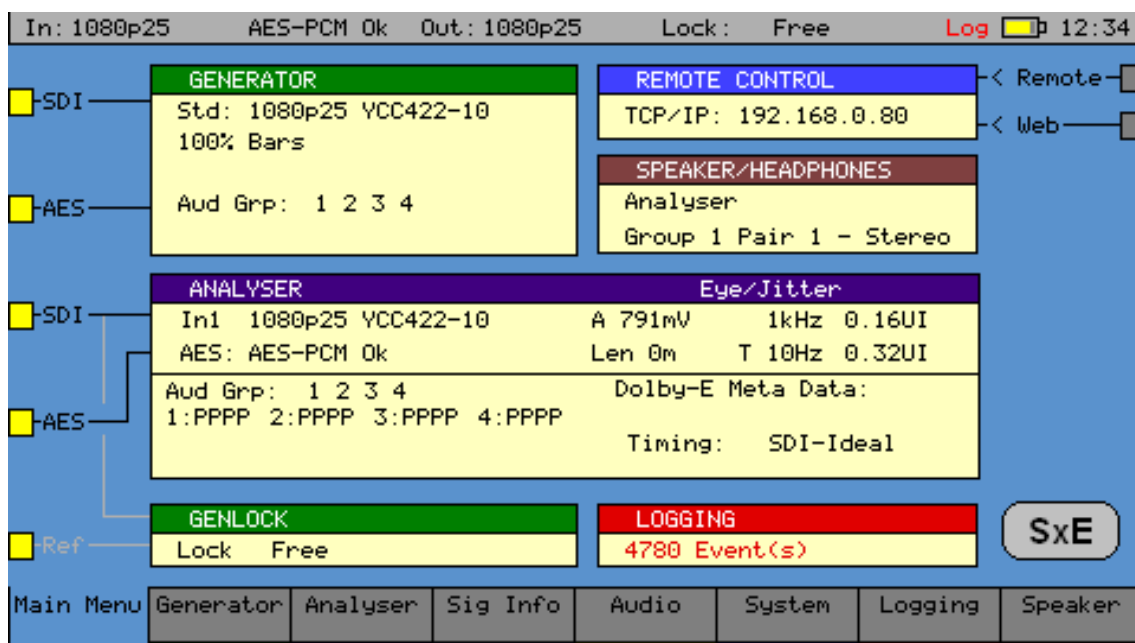 In: 1080p25 AES-PCM Ok Out: 1080p25 Lock: Free Log 12:34
GENERATOR
SDI
Std: 1080p25 YCC422-10
100% Bars
AES
Aud Grp: 1 2 3 4
REMOTE CONTROL
< Remote
TCP/IP: 192.168.0.80
< Web
SPEAKER/HEADPHONES
Analyser
Group 1 Pair 1 - Stereo
ANALYSER Eye/Jitter
SDI
In1 1080p25 YCC422-10 A 791mV 1kHz 0.16UI
AES: AES-PCM Ok Len 0m T 10Hz 0.32UI
Aud Grp: 1 2 3 4 Dolby-E Meta Data:
1:PPPP 2:PPPP 3:PPPP 4:PPPP
AES
Timing: SDI-Ideal
GENLOCK
Ref
Lock Free
LOGGING
4780 Event(s)
SxE
Main Menu Generator Analyser Sig Info Audio System Logging Speaker